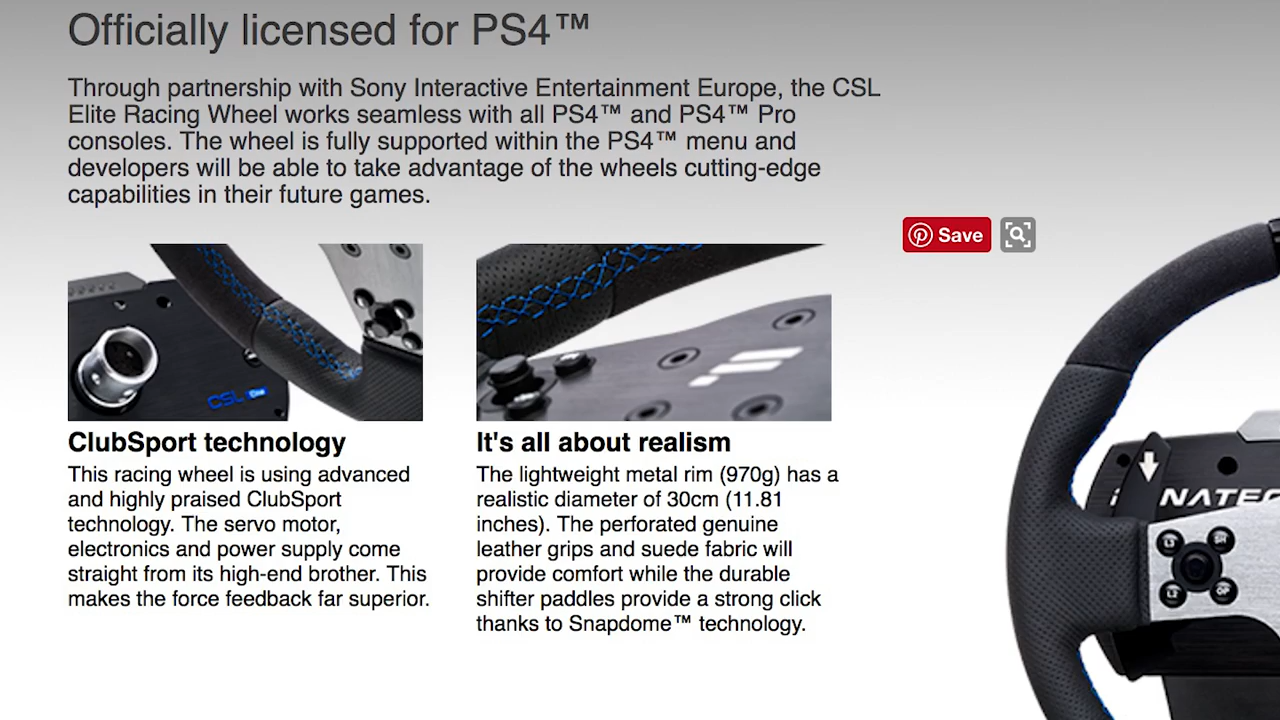 Officially licensed for PS4™
Through partnership with Sony Interactive Entertainment Europe, the CSL
Elite Racing Wheel works seamless with all PS4™ and PS4™ Pro
consoles. The wheel is fully supported within the PS4™ menu and
developers will be able to take advantage of the wheels cutting-edge
capabilities in their future games.
Save
CSL Elite
ClubSport technology
This racing wheel is using advanced
and highly praised ClubSport
technology. The servo motor,
electronics and power supply come
straight from its high-end brother. This
makes the force feedback far superior.
It's all about realism
The lightweight metal rim (970g) has a
realistic diameter of 30cm (11.81
inches). The perforated genuine
leather grips and suede fabric will
provide comfort while the durable
shifter paddles provide a strong click
thanks to Snapdome™ technology.
NATEC
L3 SH
L2 OP